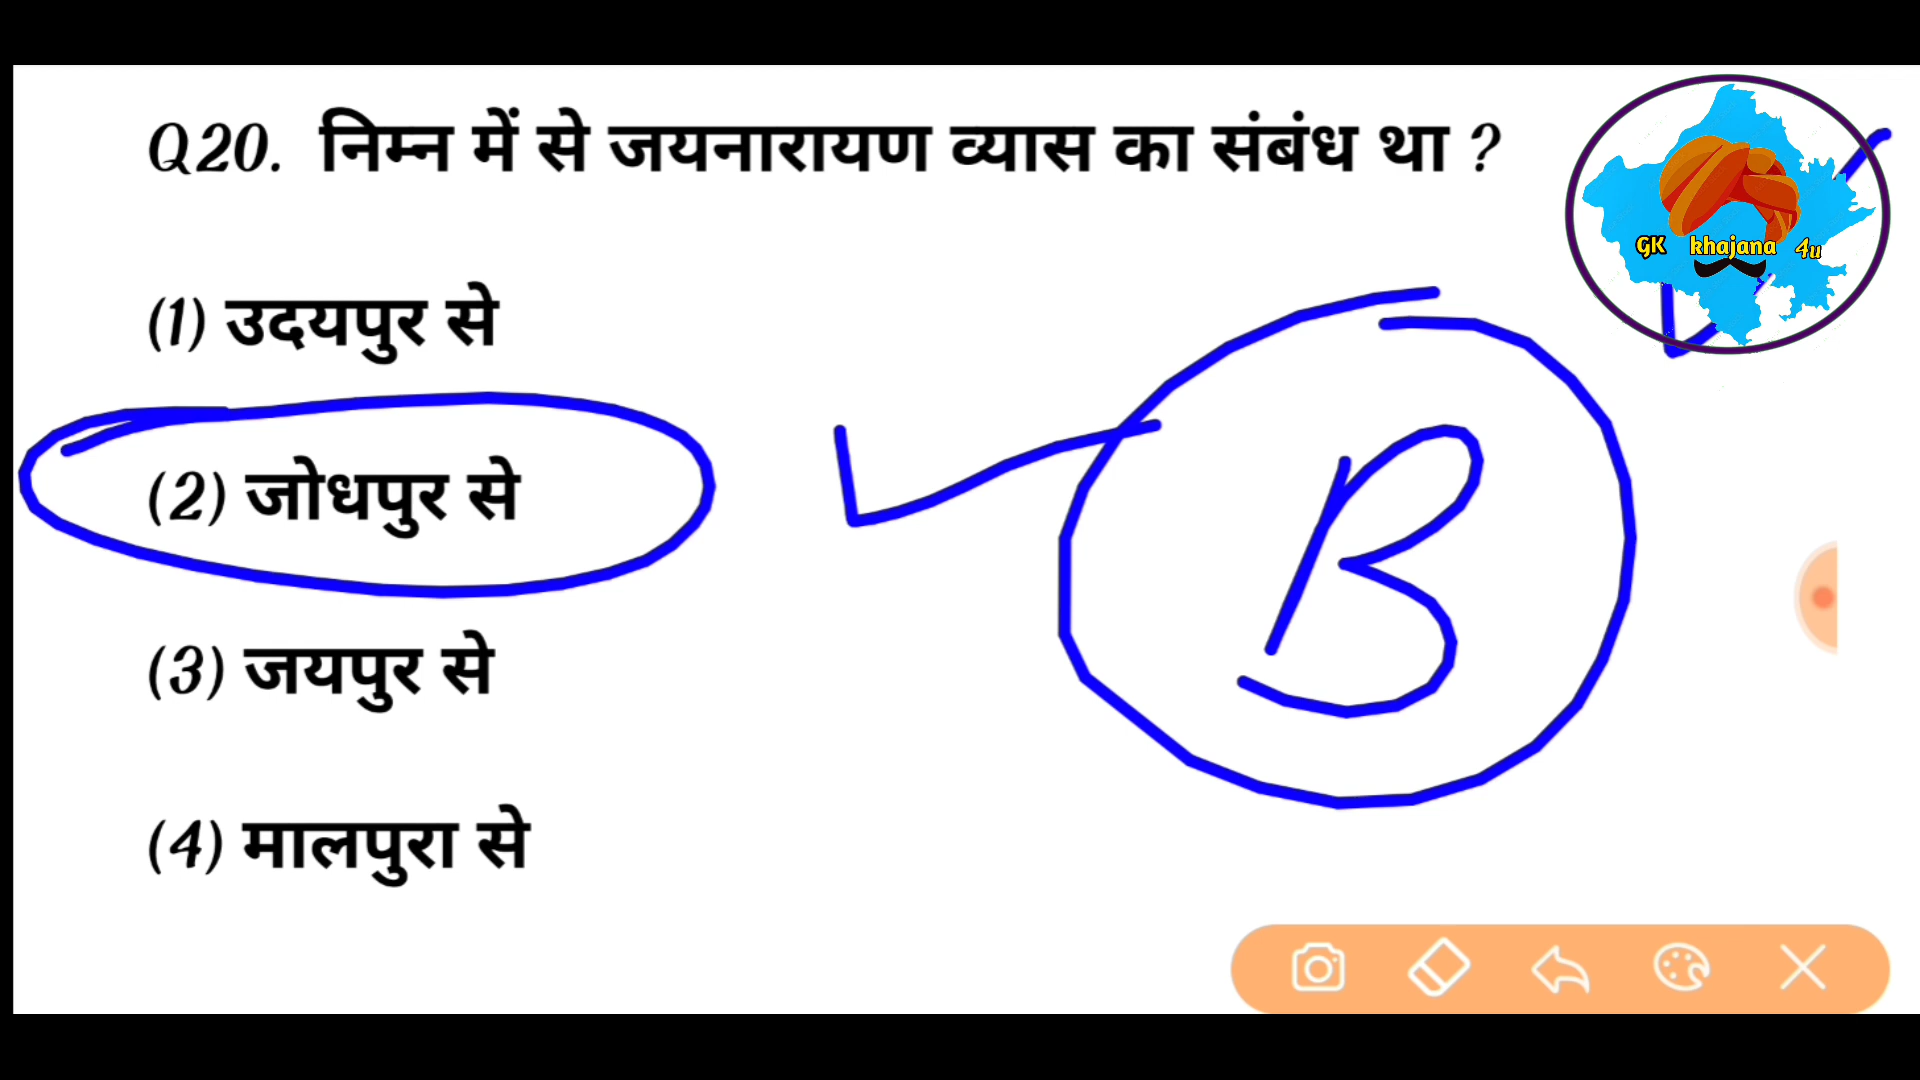 Q20. निम्न में से जयनारायण व्यास का संबंध था ?
GK khajana 4u
(1) उदयपुर से
(2) जोधपुर से
B
(3) जयपुर से
(4) मालपुरा से